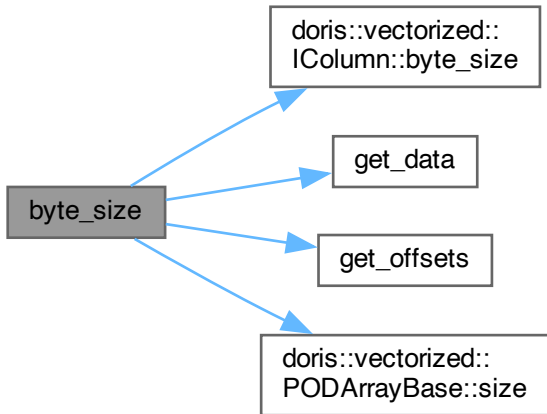 byte_size
doris::vectorized::
IColumn::byte_size
get_data
get_offsets
doris::vectorized::
PODArrayBase::size